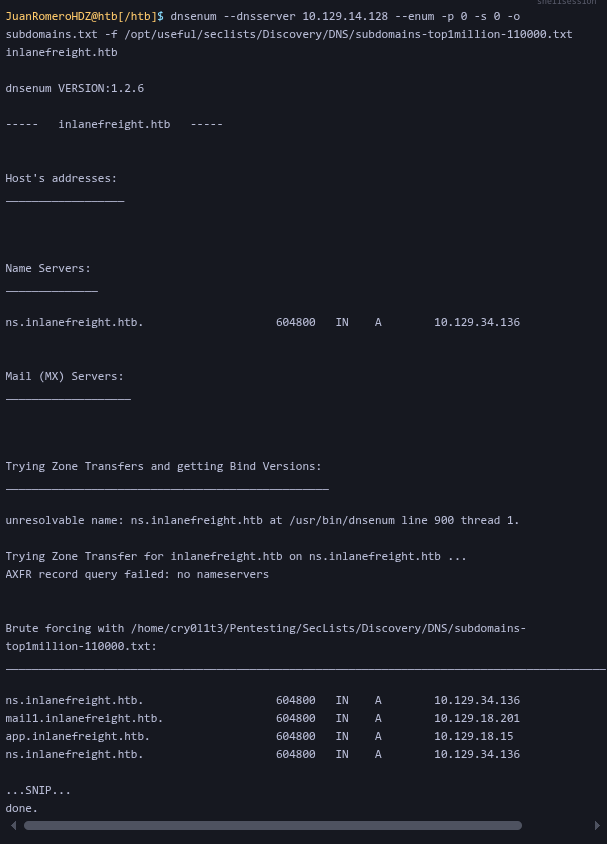 shellsession
JuanRomeroHDZ@htb[/htb]$ dnsenum --dnsserver 10.129.14.128 --enum -p 0 -s 0 -o
subdomains.txt -f /opt/useful/seclists/Discovery/DNS/subdomains-top1million-110000.txt
inlanefreight.htb
dnsenum VERSION:1.2.6
----- inlanefreight.htb -----
Host's addresses:
__________________
Name Servers:
______________
ns.inlanefreight.htb. 604800 IN A 10.129.34.136
Mail (MX) Servers:
___________________
Trying Zone Transfers and getting Bind Versions:
_________________________________________________
unresolvable name: ns.inlanefreight.htb at /usr/bin/dnsenum line 900 thread 1.
Trying Zone Transfer for inlanefreight.htb on ns.inlanefreight.htb ...
AXFR record query failed: no nameservers
Brute forcing with /home/cry0l1t3/Pentesting/SecLists/Discovery/DNS/subdomains-
top1million-110000.txt:
___________________________________________________________________________________________
ns.inlanefreight.htb. 604800 IN A 10.129.34.136
mail1.inlanefreight.htb. 604800 IN A 10.129.18.201
app.inlanefreight.htb. 604800 IN A 10.129.18.15
ns.inlanefreight.htb. 604800 IN A 10.129.34.136
...SNIP...
done.